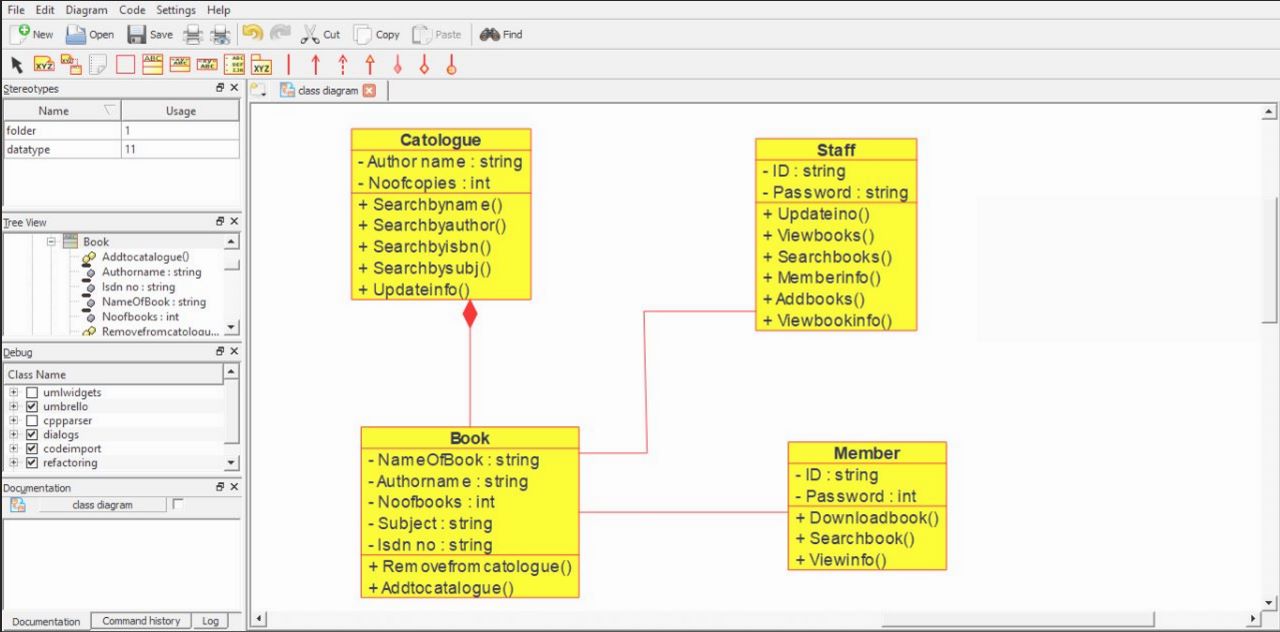 File Edit Diagram Code Settings Help
New Open Save Cut Copy Paste Find
Stereotypes
class diagram
Name Usage
folder 1
datatype 11
Tree View
Book
Addtocatalogue()
Authorname : string
Isdn no : string
NameOfBook : string
Noofbooks : int
Removefromcatologu...
Debug
Class Name
umlwidgets
umbrello
cppparser
dialogs
codeimport
refactoring
Documentation
class diagram
Documentation Command history Log
Catologue
- Author name : string
- Noofcopies : int
+ Searchbyname()
+ Searchbyauthor()
+ Searchbyisbn()
+ Searchbysubj()
+ Updateinfo()
Staff
- ID : string
- Password : string
+ Updateino()
+ Viewbooks()
+ Searchbooks()
+ Memberinfo()
+ Addbooks()
+ Viewbookinfo()
Book
- NameOfBook : string
- Authorname : string
- Noofbooks : int
- Subject : string
- Isdn no : string
+ Removefromcatologue()
+ Addtocatalogue()
Member
- ID : string
- Password : int
+ Downloadbook()
+ Searchbook()
+ Viewinfo()